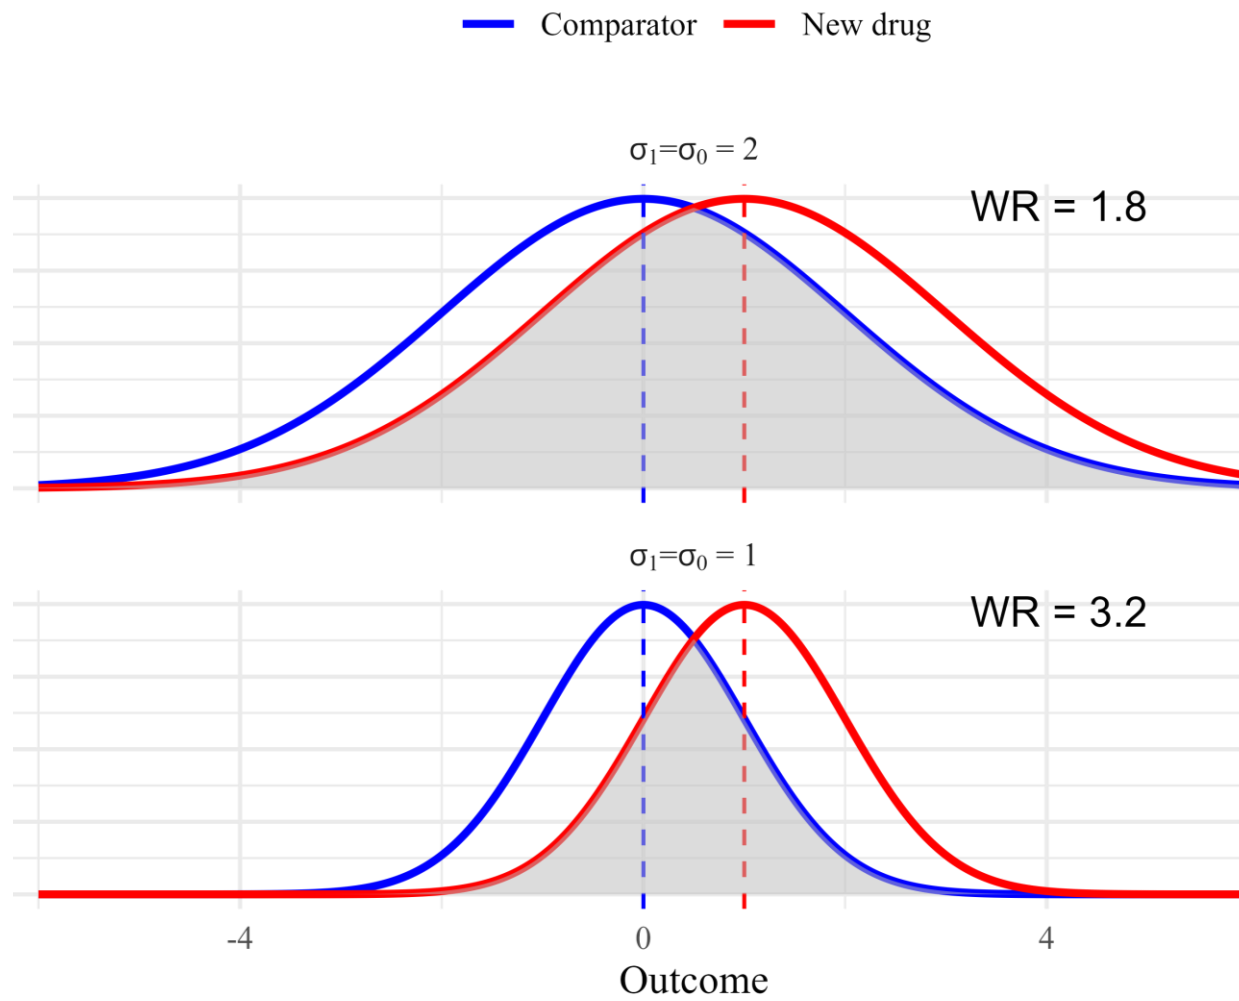 Comparator New drug
σ₁=σ₀ = 2
WR = 1.8
σ₁=σ₀ = 1
WR = 3.2
-4 0 4
Outcome